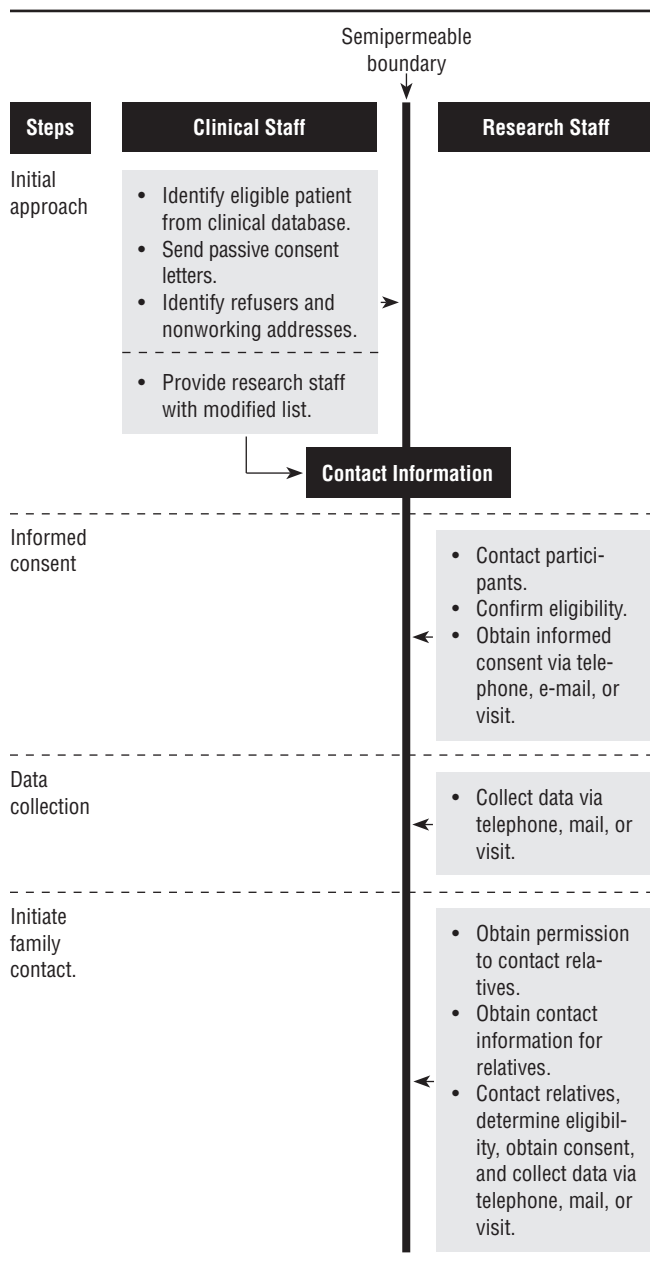 Semipermeable
boundary
Steps
Clinical Staff
Research Staff
Initial
approach
• Identify eligible patient
from clinical database.
• Send passive consent
letters.
• Identify refusers and
nonworking addresses.
• Provide research staff
with modified list.
Contact Information
Informed
consent
• Contact partici-
pants.
• Confirm eligibility.
• Obtain informed
consent via tele-
phone, e-mail, or
visit.
Data
collection
• Collect data via
telephone, mail, or
visit.
Initiate
family
contact.
• Obtain permission
to contact rela-
tives.
• Obtain contact
information for
relatives.
• Contact relatives,
determine eligibil-
ity, obtain consent,
and collect data via
telephone, mail, or
visit.